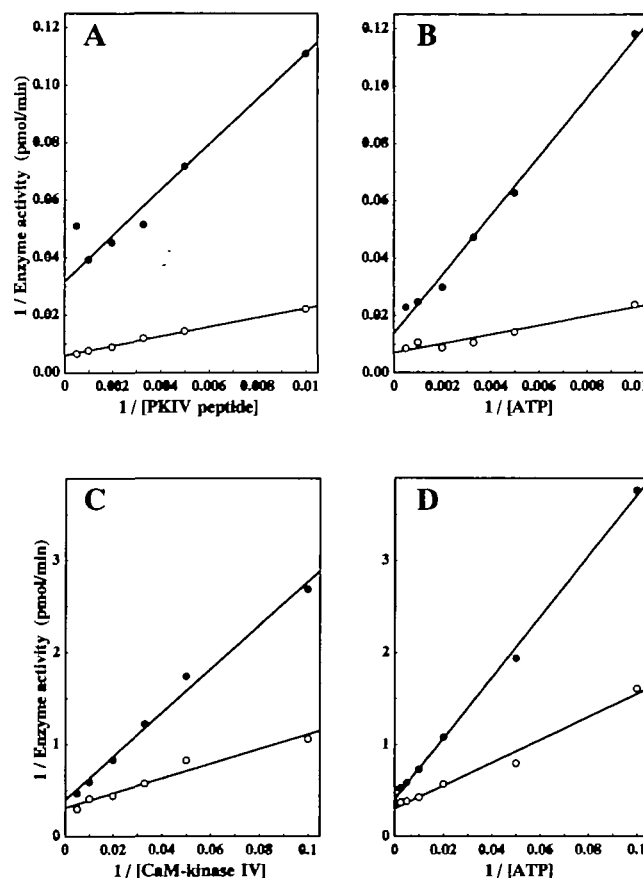 A
B
0.12
0.10
0.08
0.06
0.04
0.02
0.00
0.12
0.10
0.08
0.06
0.04
0.02
0.00
1 / Enzyme activity (pmol/min)
0 0.002 0.004 0.006 0.008 0.01
0 0.002 0.004 0.006 0.008 0.0
1 / [PKIV peptide]
1 / [ATP]
C
D
3
2
1
0
3
2
1
0
1 / Enzyme activity (pmol/min)
0 0.02 0.04 0.06 0.08 0.1
0 0.02 0.04 0.06 0.08 0.1
1 / [CaM-kinase IV]
1 / [ATP]